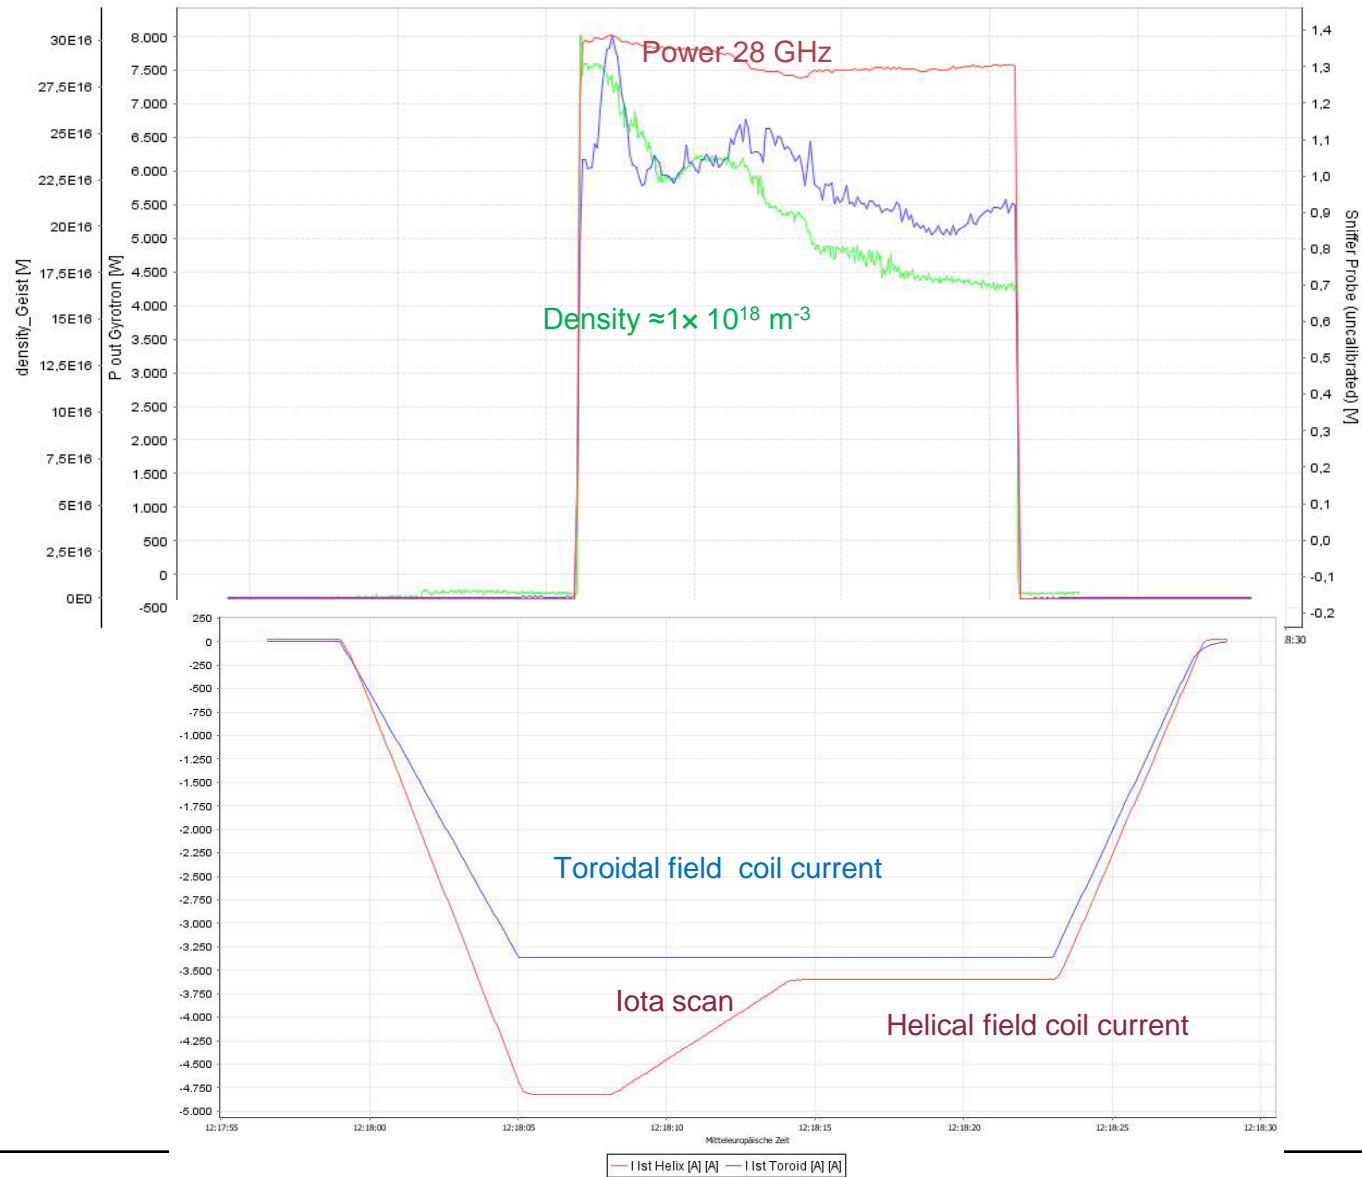 Power 28 GHz
Density ≈1× 10¹⁸ m⁻³
density_Geist [V]
30E16
27,5E16
25E16
22,5E16
20E16
17,5E16
15E16
12,5E16
10E16
7,5E16
5E16
2,5E16
0E0
P out Gyrotron [W]
8.000
7.500
7.000
6.500
6.000
5.500
5.000
4.500
4.000
3.500
3.000
2.500
2.000
1.500
1.000
500
0
-500
1,4
1,3
1,2
1,1
1,0
0,9
0,8
0,7
0,6
0,5
0,4
0,3
0,2
0,1
0,0
-0,1
-0,2
Sniffer Probe (uncalibrated) [V]
8:30
250
0
-250
-500
-750
-1.000
-1.250
-1.500
-1.750
-2.000
-2.250
-2.500
-2.750
-3.000
-3.250
-3.500
-3.750
-4.000
-4.250
-4.500
-4.750
-5.000
Toroidal field coil current
Iota scan
Helical field coil current
12:17:55 12:18:00 12:18:05 12:18:10 12:18:15 12:18:20 12:18:25 12:18:30
Mitteleuropäische Zeit
I Ist Helix [A] [A] I Ist Toroid [A] [A]